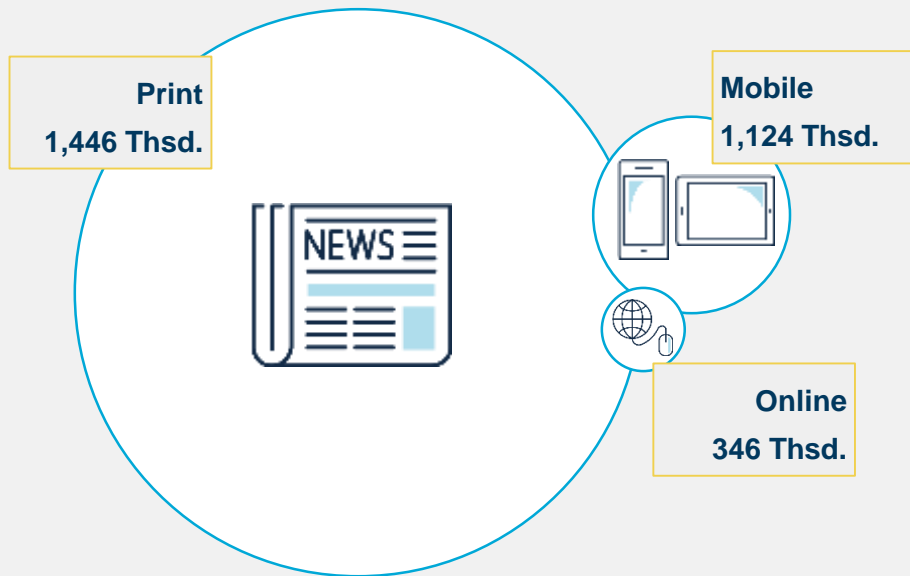 Print
1,446 Thsd.
Mobile
1,124 Thsd.
NEWS
Online
346 Thsd.